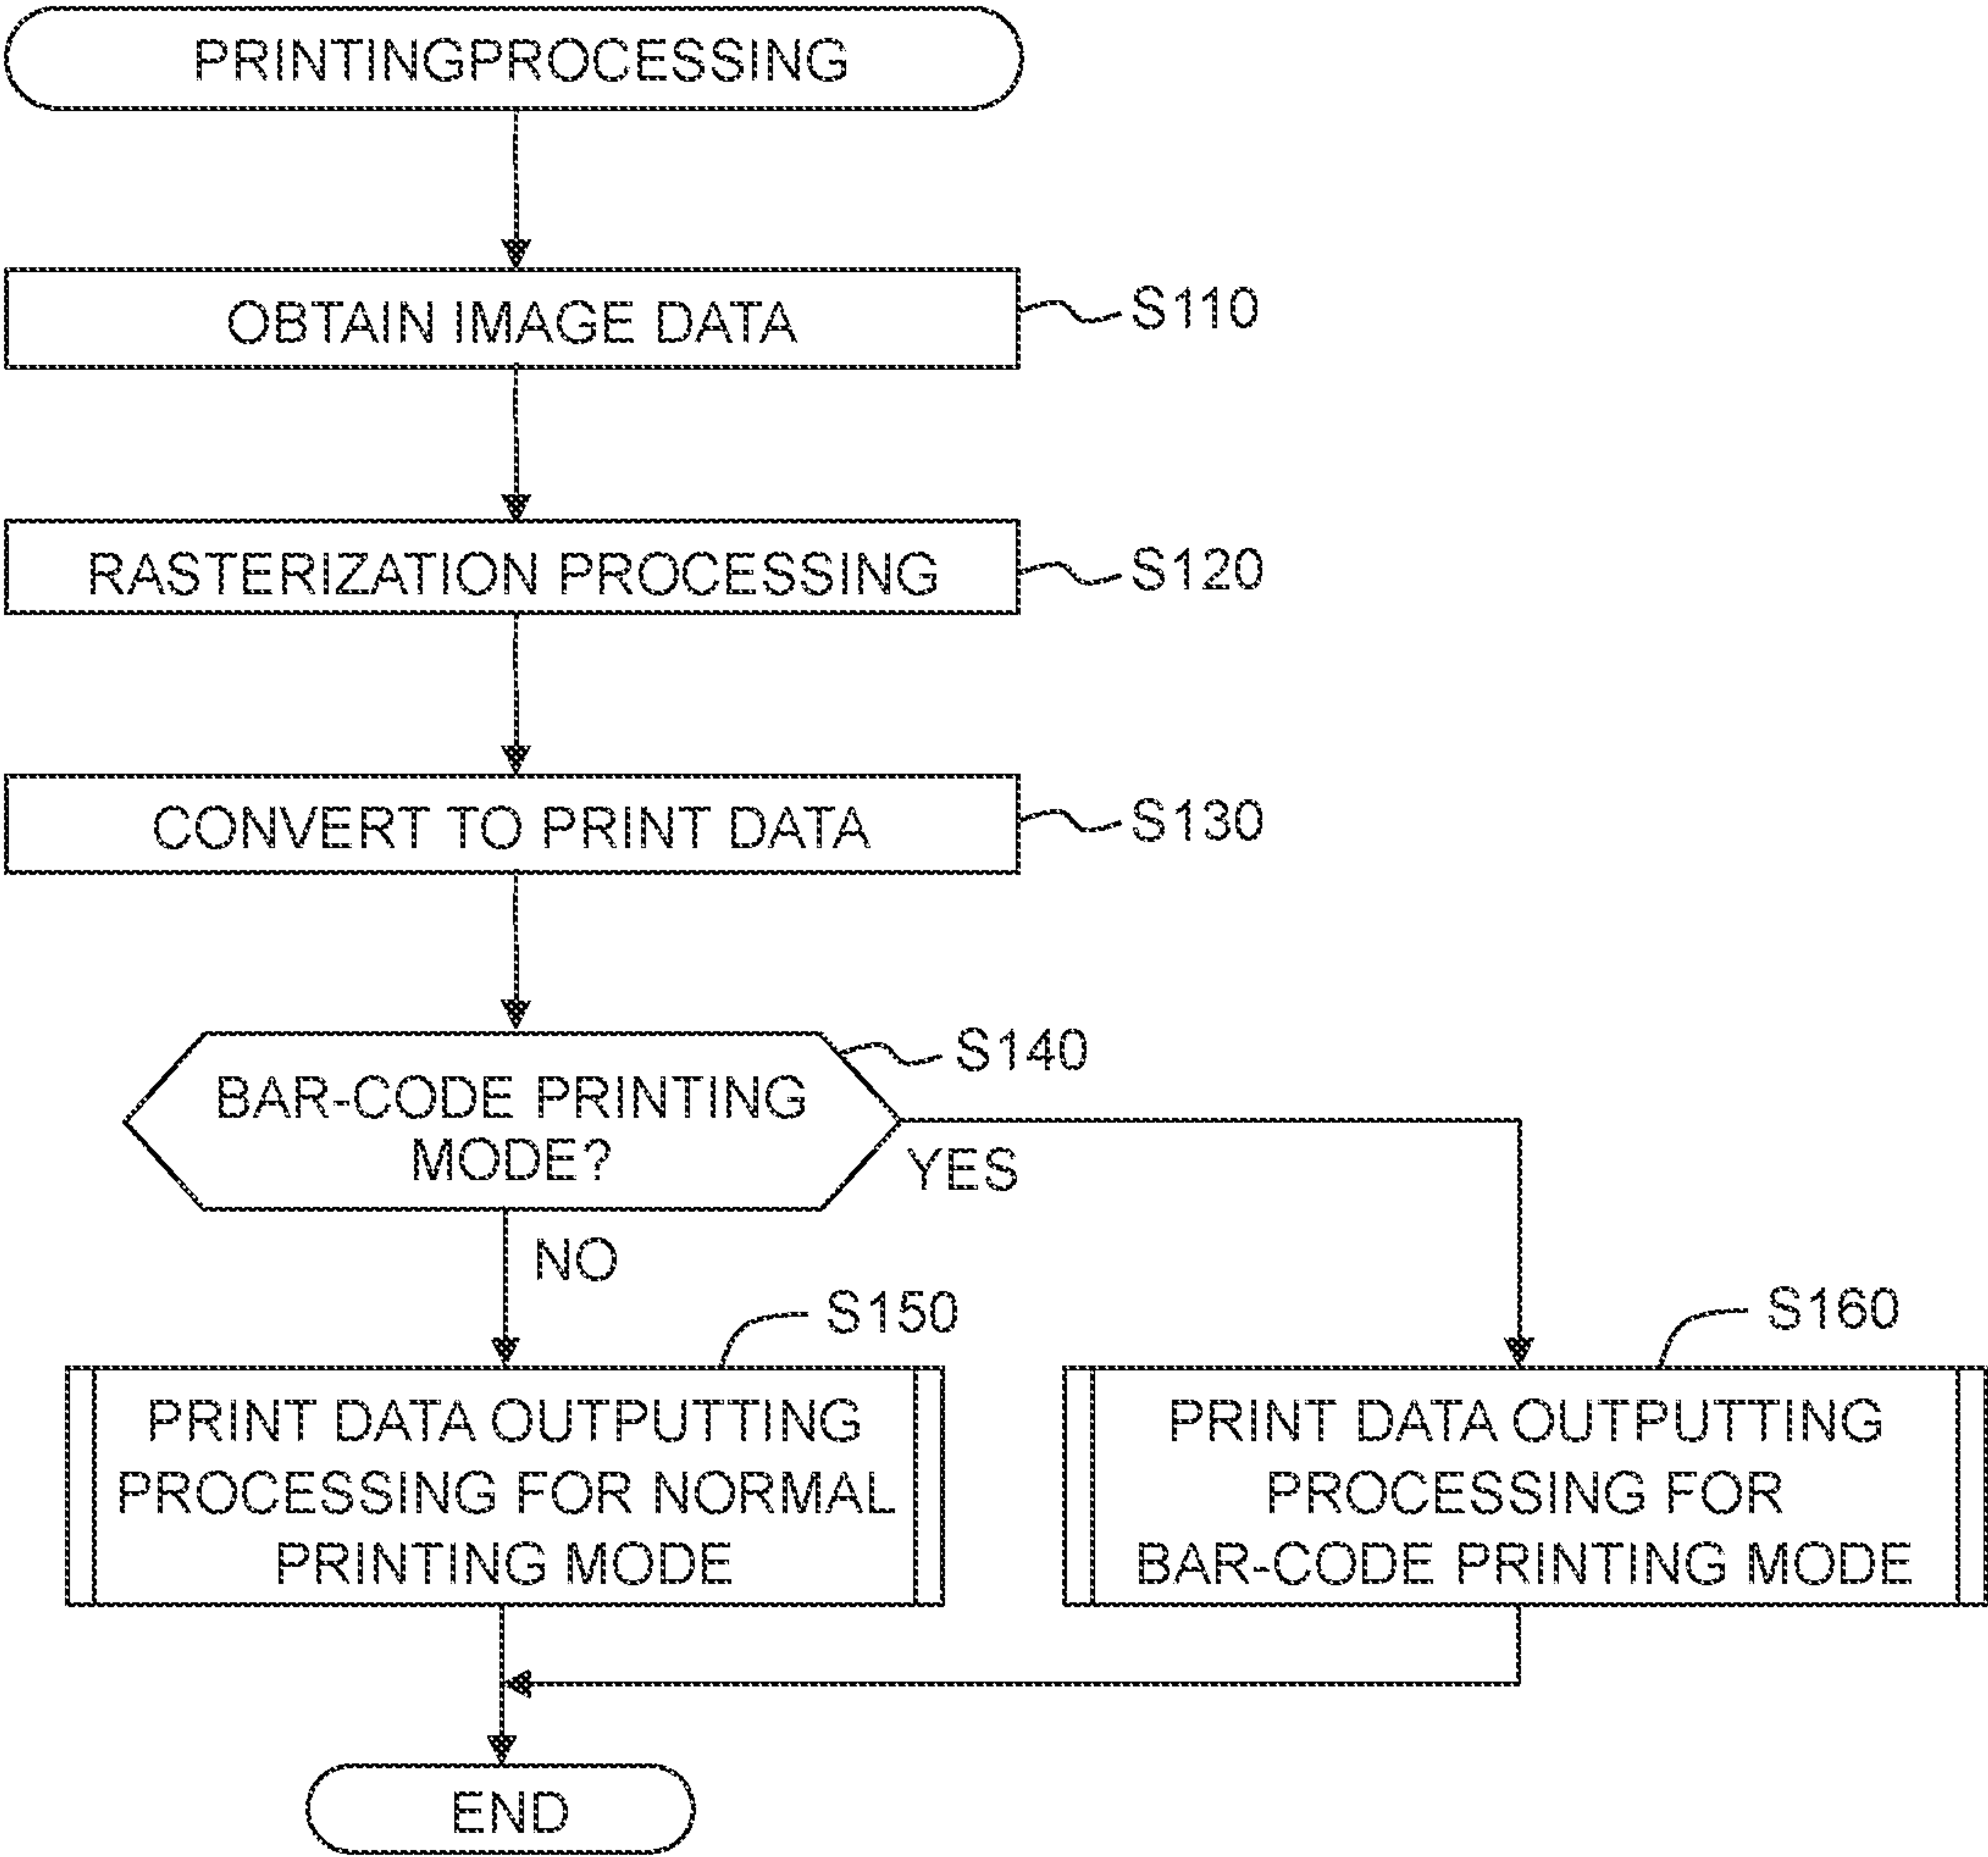 PRINTINGPROCESSING
OBTAIN IMAGE DATA
S110
RASTERIZATION PROCESSING
S120
CONVERT TO PRINT DATA
S130
S140
BAR-CODE PRINTING
MODE?
YES
NO
S150
S160
PRINT DATA OUTPUTTING
PROCESSING FOR NORMAL
PRINTING MODE
PRINT DATA OUTPUTTING
PROCESSING FOR
BAR-CODE PRINTING MODE
END